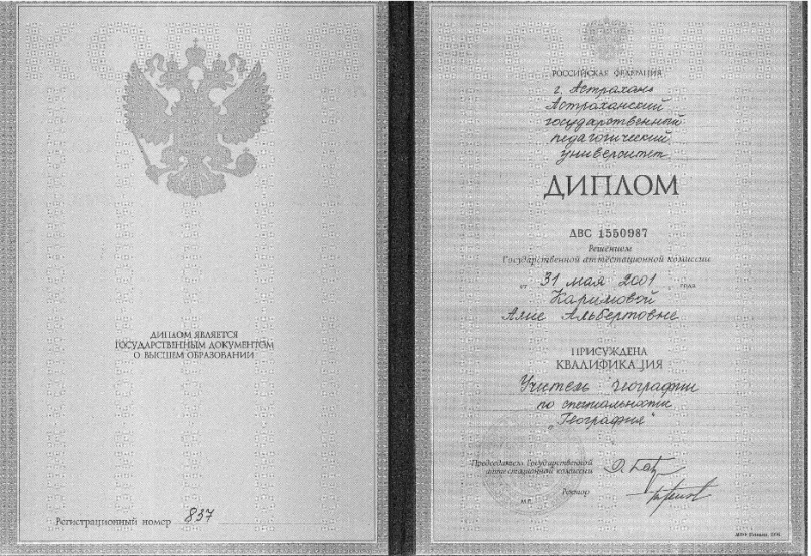 КОПИЯ
ДИПЛОМ ЯВЛЯЕТСЯ
ГОСУДАРСТВЕННЫМ ДОКУМЕНТОМ
О ВЫСШЕМ ОБРАЗОВАНИИ
Регистрационный номер 837
РОССИЙСКАЯ ФЕДЕРАЦИЯ
г. Астрахань
Астраханский
государственный
педагогический
университет
ДИПЛОМ
ДВС 1550987
Решением
Государственной аттестационной комиссии
от 31 мая 2001 года
Каримовой
Алие Альбертовне
ПРИСУЖДЕНА
КВАЛИФИКАЦИЯ
Учитель географии
по специальности
„География"
Председатель Государственной
аттестационной комиссии
Ректор
М.П.